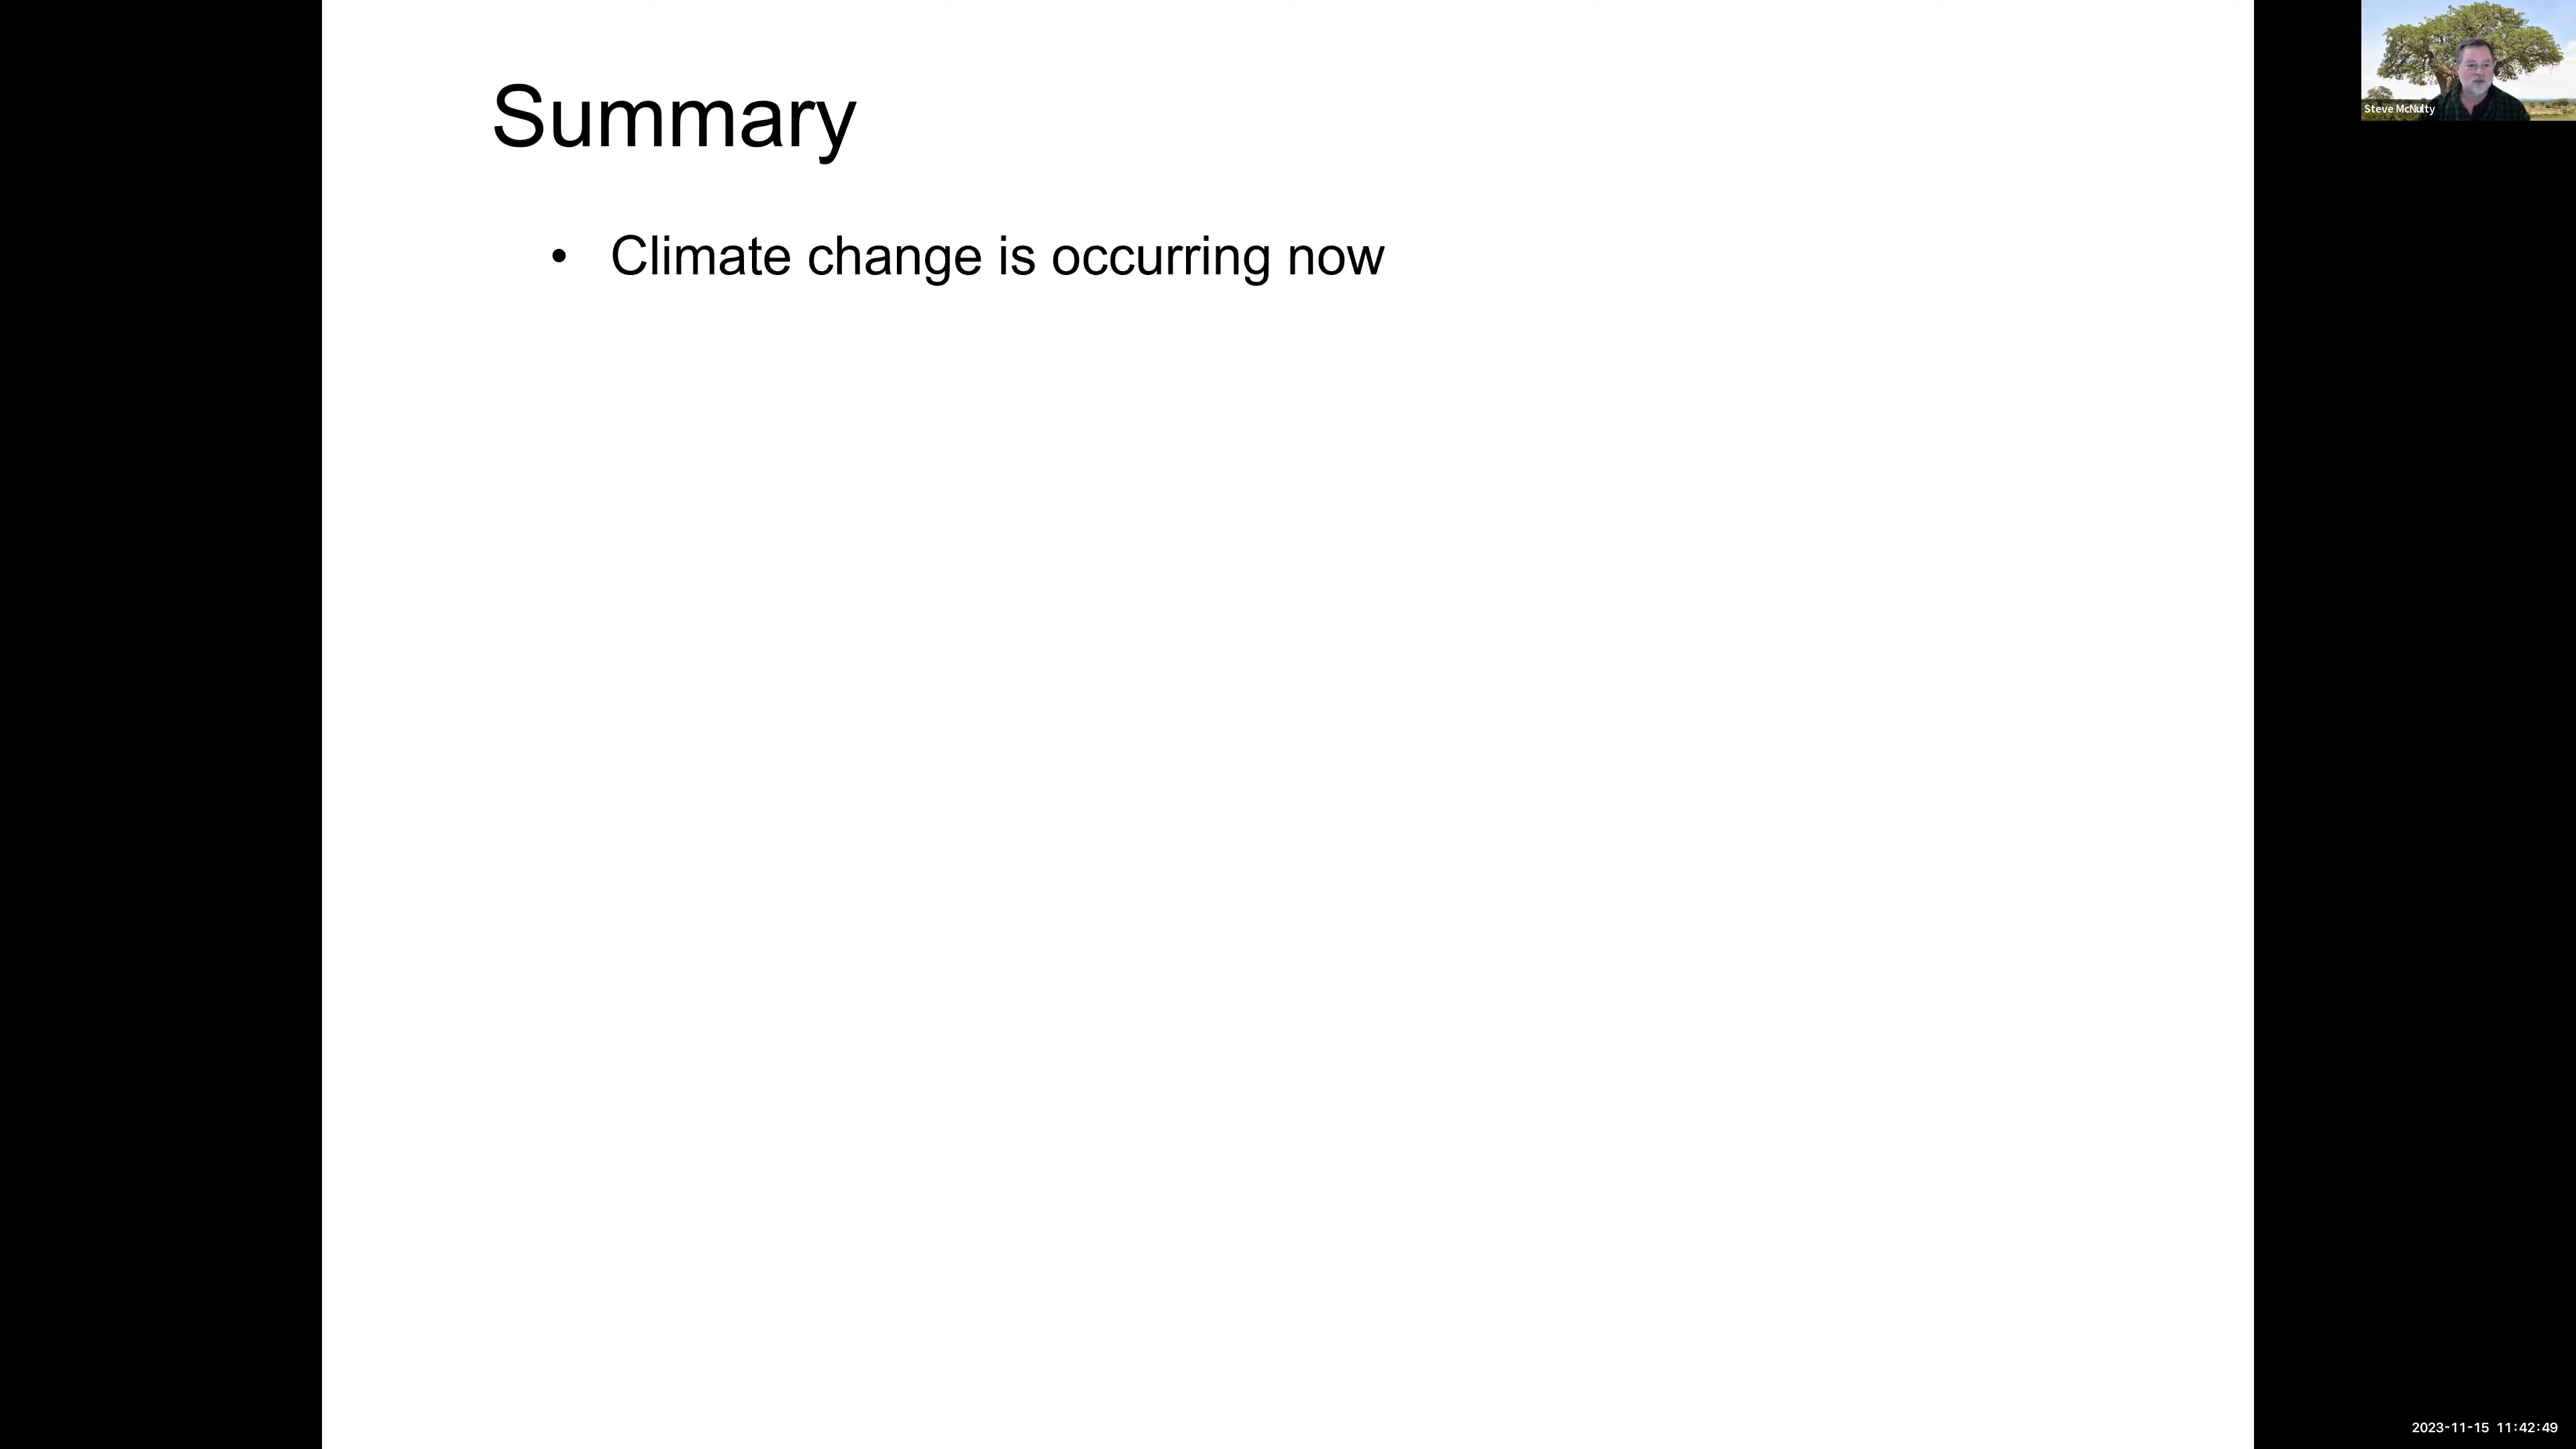 Summary
• Climate change is occurring now
Steve McNulty
2023-11-15 11:42:49